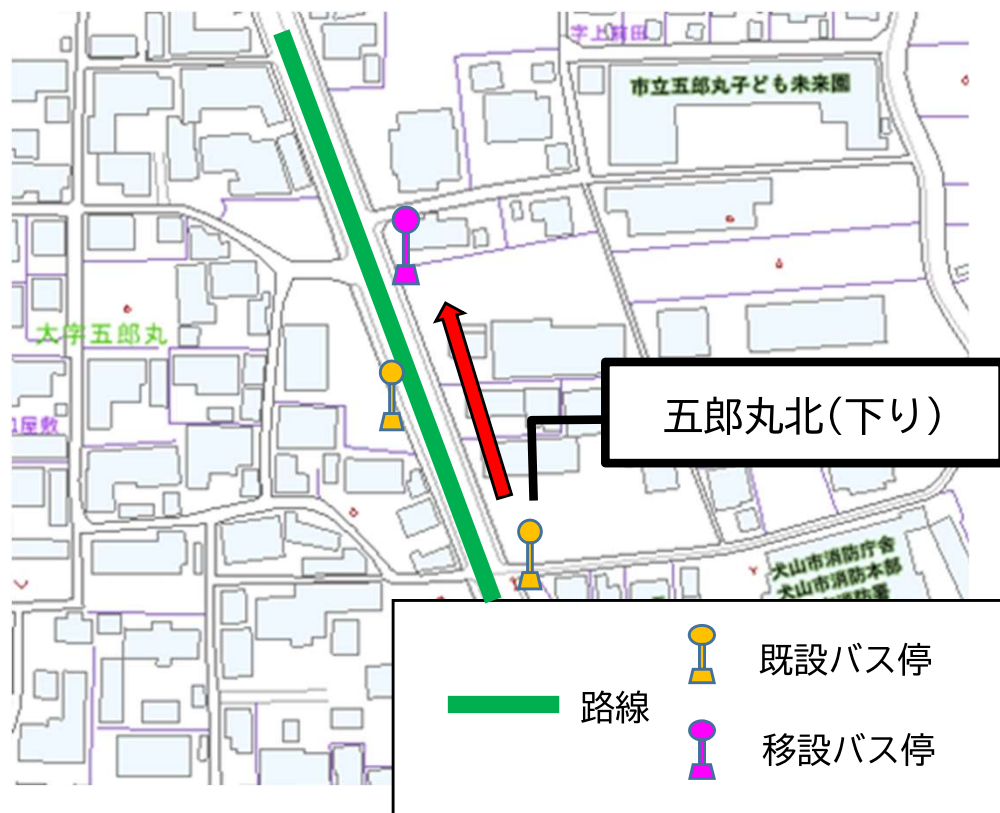 字上前田
市立五郎丸子ども未来園
大字五郎丸
屋敷
五郎丸北(下り)
犬山市消防庁舎
犬山市消防本部
既設バス停
路線
移設バス停